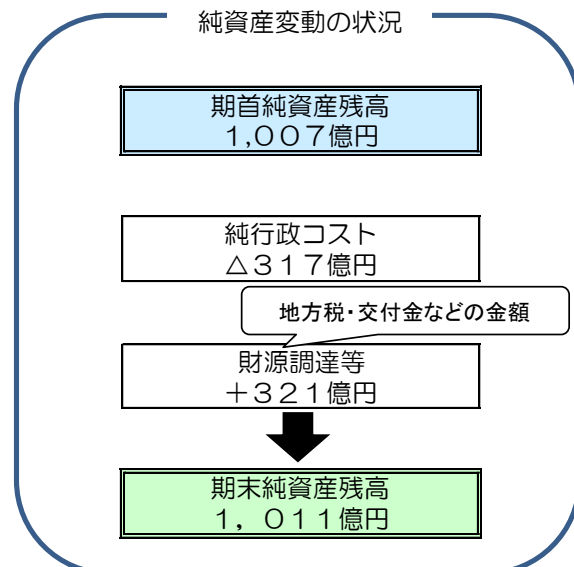 純資産変動の状況
期首純資産残高
１,００７億円
純行政コスト
△３１７億円
地方税・交付金などの金額
財源調達等
＋３２１億円
期末純資産残高
１，０１１億円